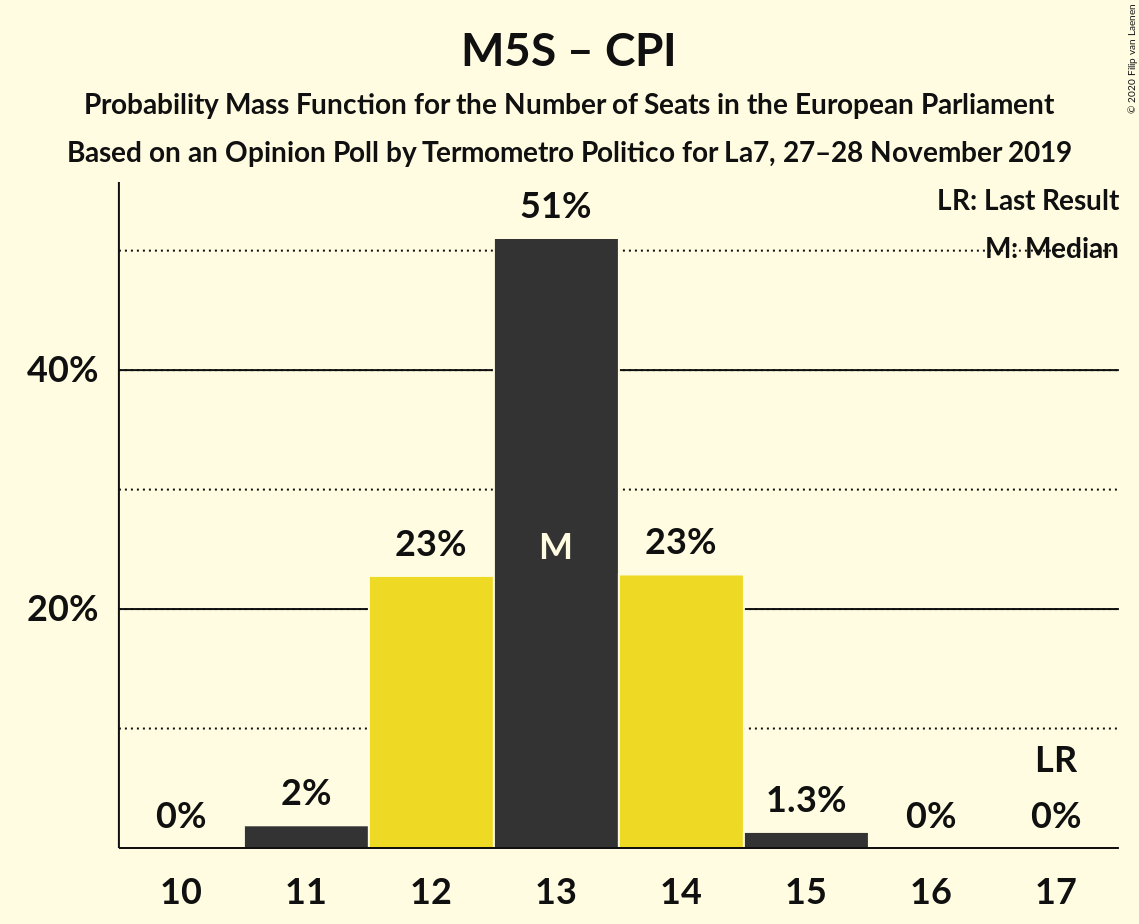 M5S – CPI
Probability Mass Function for the Number of Seats in the European Parliament
Based on an Opinion Poll by Termometro Politico for La7, 27–28 November 2019
© 2020 Filip van Laenen
LR: Last Result
M: Median
51%
40%
23%
M
23%
20%
LR
0%
2%
1.3%
0%
0%
10 11 12 13 14 15 16 17